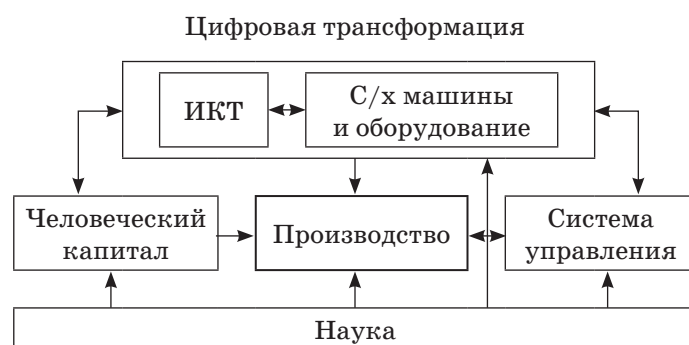 Цифровая трансформация
ИКТ
С/х машины
и оборудование
Человеческий
капитал
Производство
Система
управления
Наука